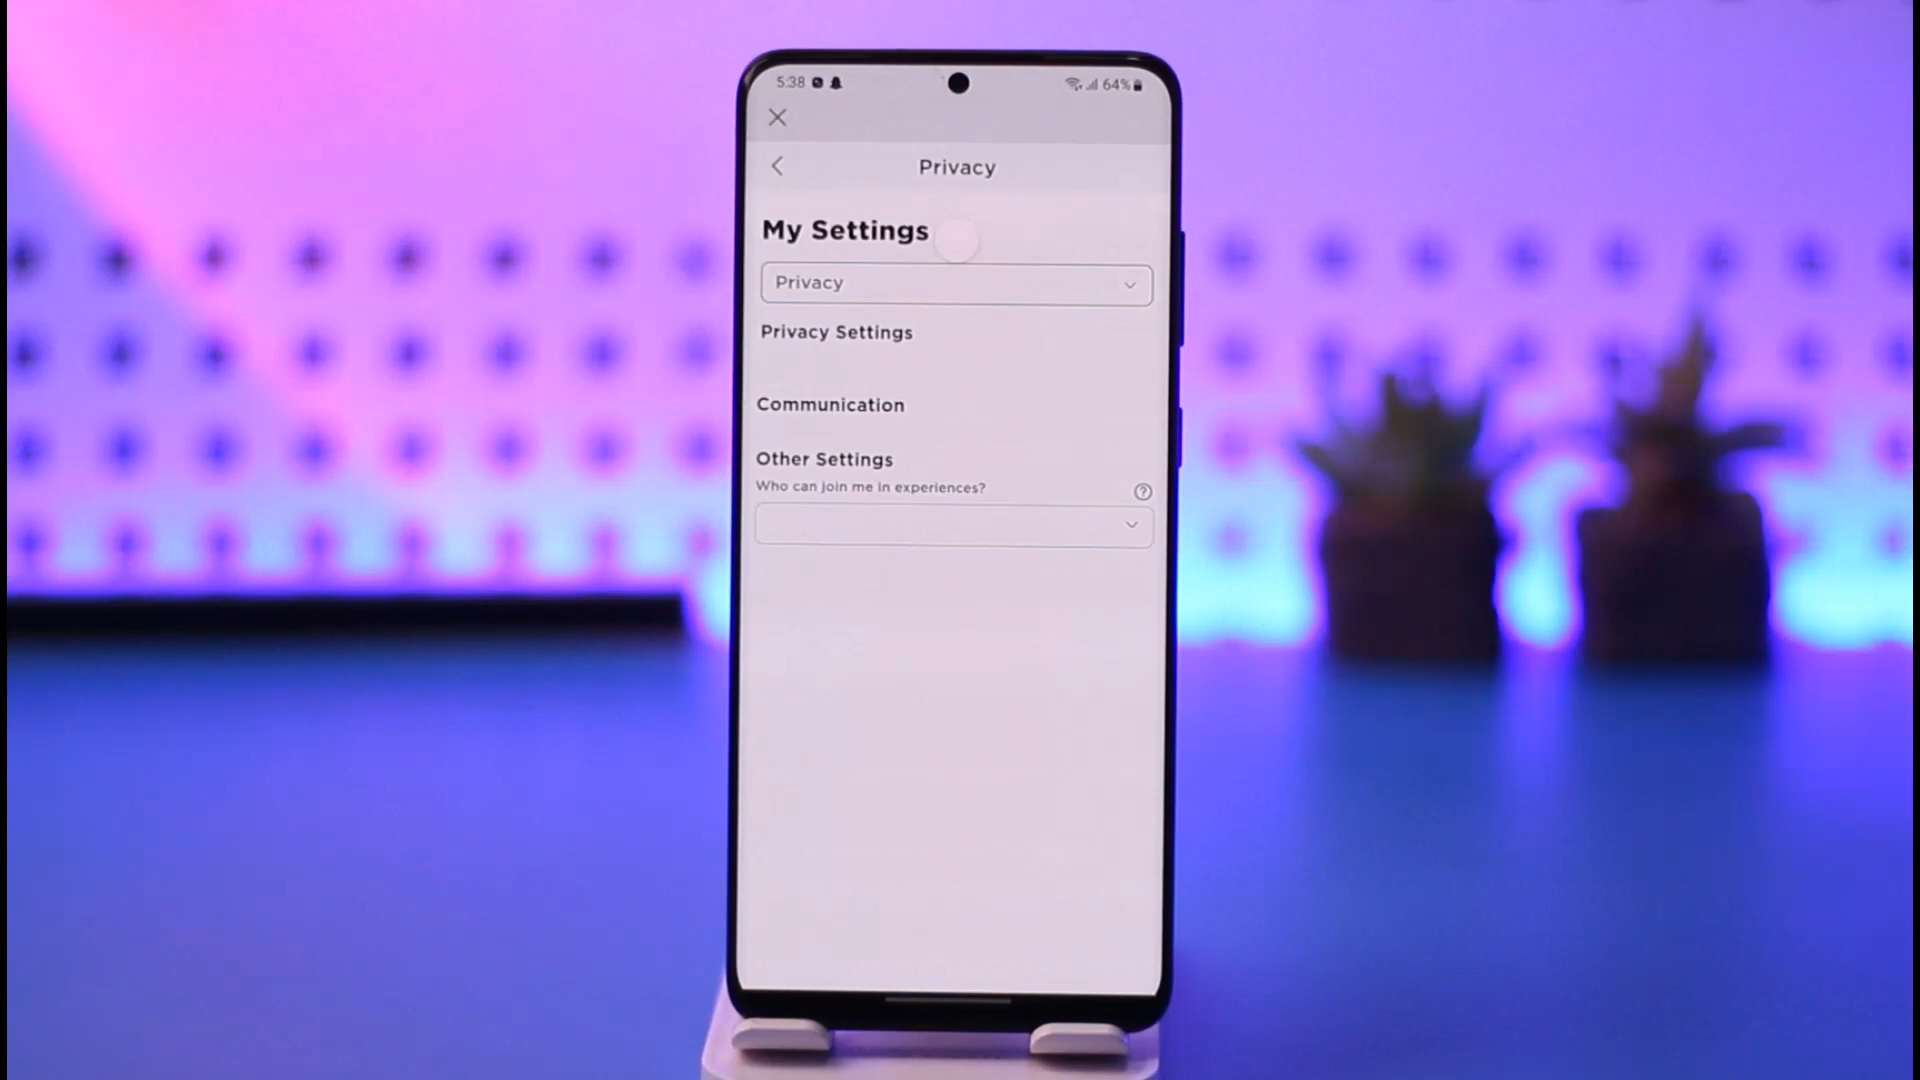 5:38
64%
Privacy
My Settings
Privacy
Privacy Settings
Communication
Other Settings
Who can join me in experiences?